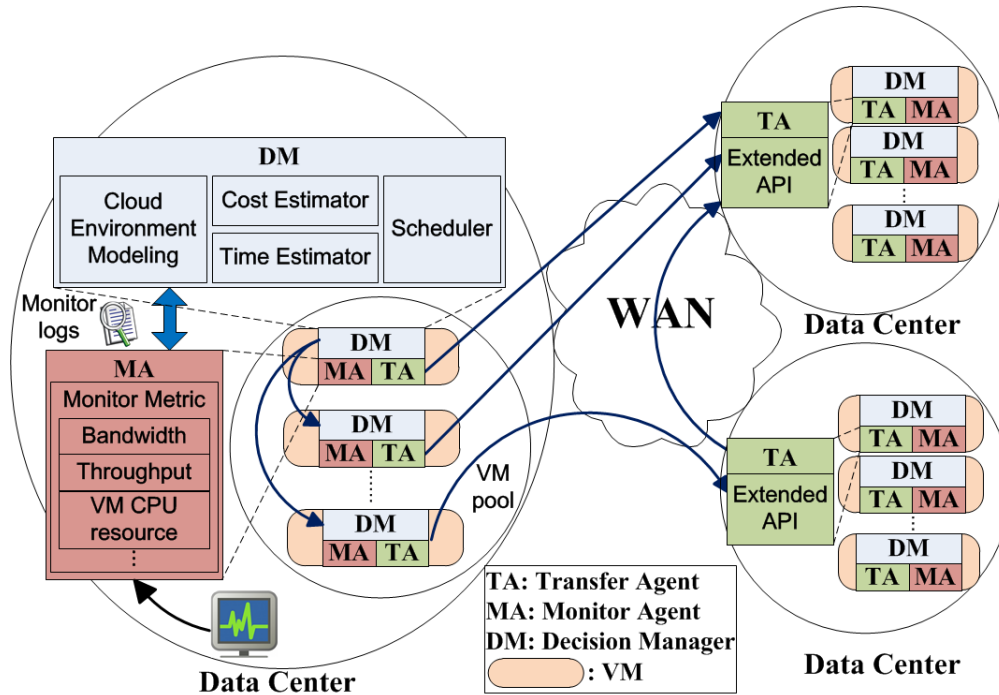 DM
Cloud
Environment
Modeling
Cost Estimator
Time Estimator
Scheduler
Monitor
logs
MA
Monitor Metric
Bandwidth
Throughput
VM CPU
resource
DM
MA TA
DM
MA TA
DM
MA TA
VM
pool
Data Center
WAN
TA
Extended
API
DM
TA MA
DM
TA MA
DM
TA MA
Data Center
TA
Extended
API
DM
TA MA
DM
TA MA
DM
TA MA
Data Center
TA: Transfer Agent
MA: Monitor Agent
DM: Decision Manager
: VM